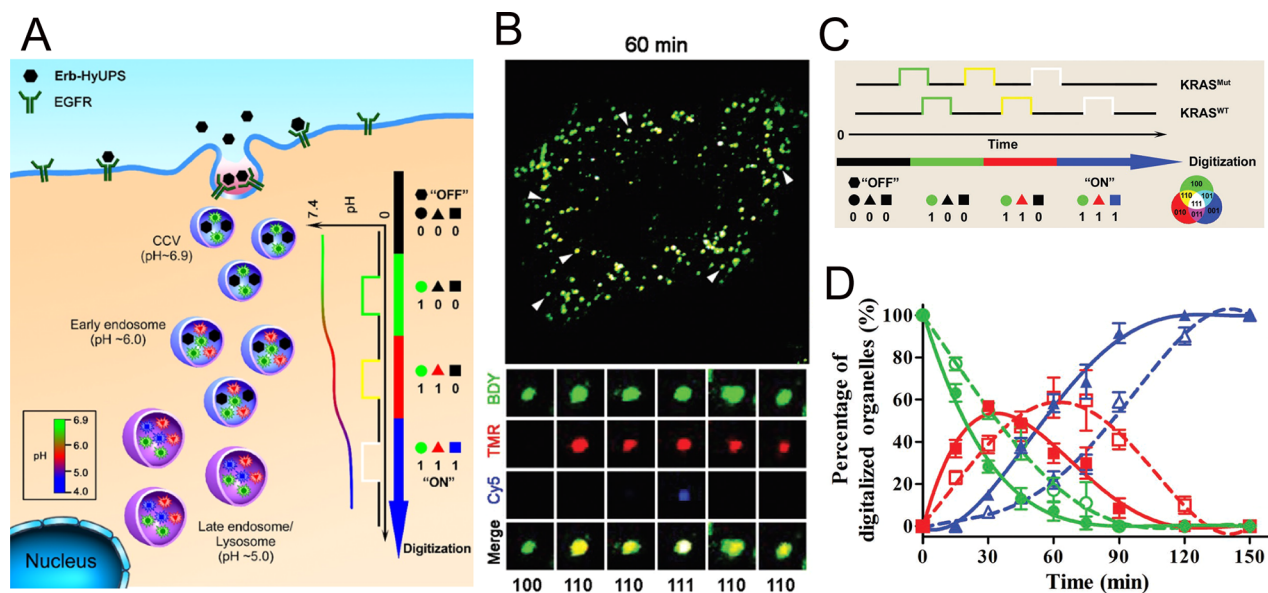 A
Erb-HyUPS
EGFR
CCV
(pH~6.9)
Early endosome
(pH ~6.0)
pH
6.9
6.0
5.0
4.0
Late endosome/
Lysosome
(pH ~5.0)
Nucleus
7.4
pH
0
"OFF"
0 0 0
1 0 0
1 1 0
1 1 1
"ON"
Digitization
B
60 min
BDY
TMR
Cy5
Merge
100 110 110 111 110 110
C
KRASMut
KRASWT
0
Time
Digitization
"OFF"
"ON"
0 0 0
1 0 0
1 1 0
1 1 1
100
110
101
111
010
011
001
D
Percentage of
digitalized organelles (%)
100
80
60
40
20
0
0 30 60 90 120 150
Time (min)